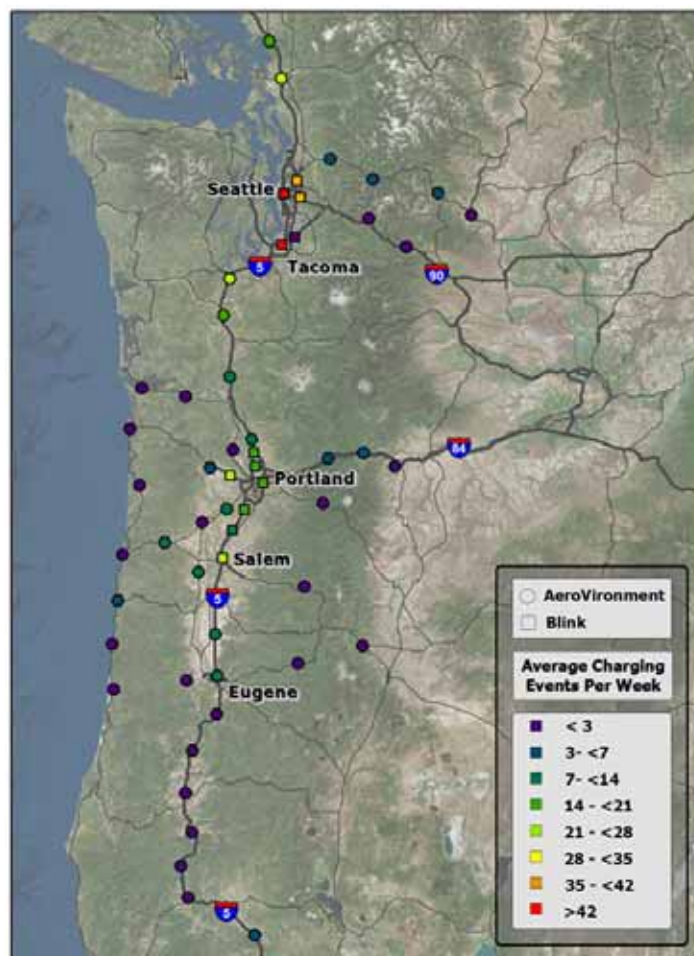 Seattle
Tacoma
5
90
84
Portland
Salem
5
Eugene
5
AeroVironment
Blink
Average Charging
Events Per Week
< 3
3- <7
7- <14
14 - <21
21 - <28
28 - <35
35 - <42
>42